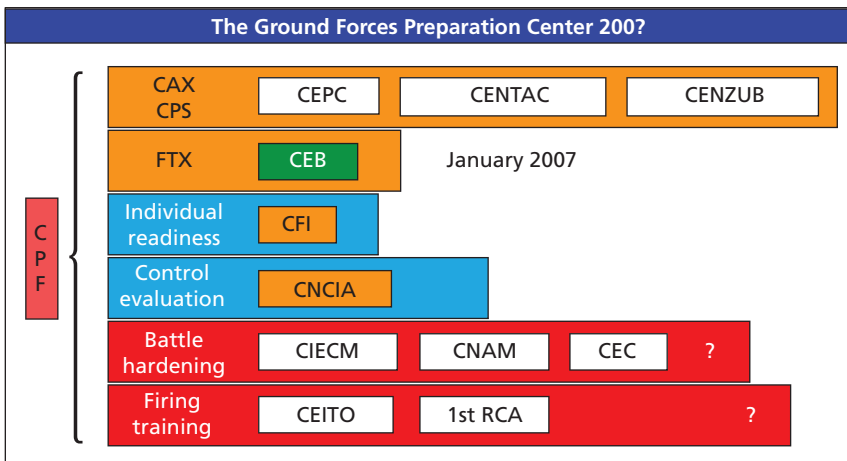 The Ground Forces Preparation Center 200?
CAX
CPS
CEPC
CENTAC
CENZUB
FTX
CEB
January 2007
C
P
F
Individual
readiness
CFI
Control
evaluation
CNCIA
Battle
hardening
CIECM
CNAM
CEC
?
Firing
training
CEITO
1st RCA
?